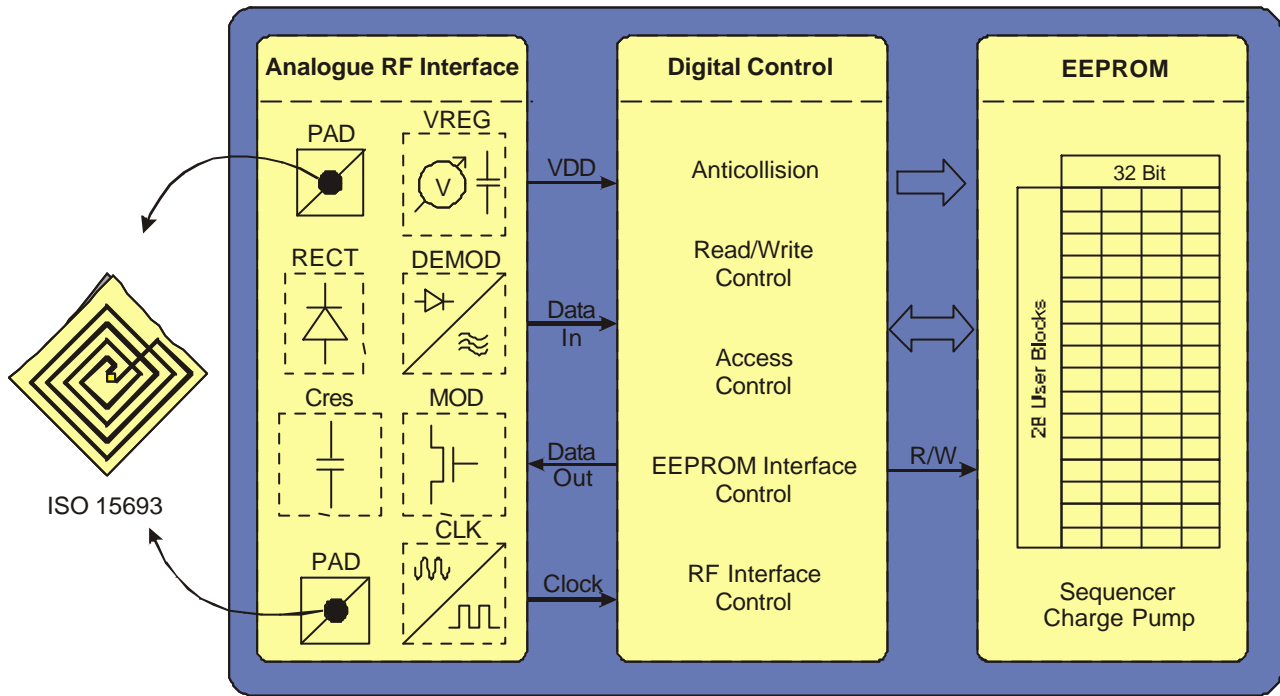 Analogue RF Interface
PAD
VREG
V
RECT
DEMOD
Cres
MOD
PAD
CLK
ISO 15693
VDD
Data
In
Data
Out
Clock
Digital Control
Anticollision
Read/Write
Control
Access
Control
EEPROM Interface
Control
RF Interface
Control
R/W
EEPROM
32 Bit
28 User Blocks
Sequencer
Charge Pump